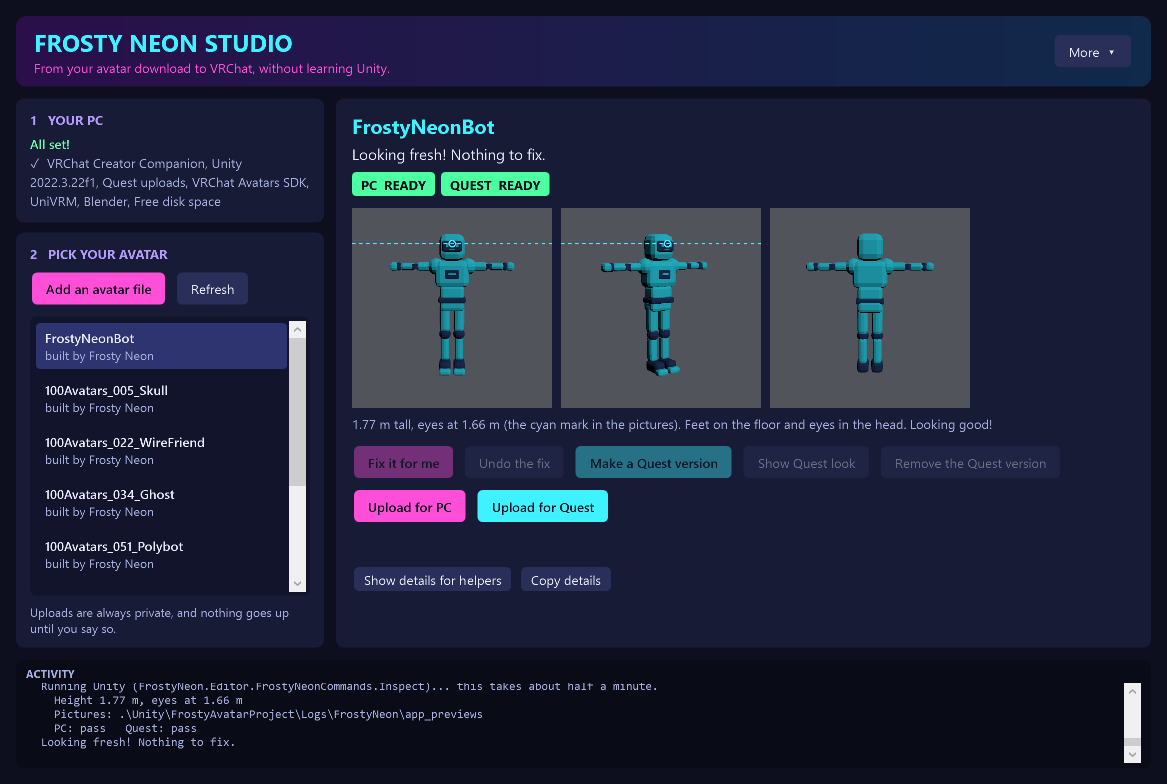 FROSTY NEON STUDIO
From your avatar download to VRChat, without learning Unity.
More ▾
1 YOUR PC
All set!
✓ VRChat Creator Companion, Unity
2022.3.22f1, Quest uploads, VRChat Avatars SDK,
UniVRM, Blender, Free disk space
2 PICK YOUR AVATAR
Add an avatar file
Refresh
FrostyNeonBot
built by Frosty Neon
100Avatars_005_Skull
built by Frosty Neon
100Avatars_022_WireFriend
built by Frosty Neon
100Avatars_034_Ghost
built by Frosty Neon
100Avatars_051_Polybot
built by Frosty Neon
Uploads are always private, and nothing goes up
until you say so.
FrostyNeonBot
Looking fresh! Nothing to fix.
PC READY
QUEST READY
1.77 m tall, eyes at 1.66 m (the cyan mark in the pictures). Feet on the floor and eyes in the head. Looking good!
Fix it for me
Undo the fix
Make a Quest version
Show Quest look
Remove the Quest version
Upload for PC
Upload for Quest
Show details for helpers
Copy details
ACTIVITY
Running Unity (FrostyNeon.Editor.FrostyNeonCommands.Inspect)... this takes about half a minute.
Height 1.77 m, eyes at 1.66 m
Pictures: .\Unity\FrostyAvatarProject\Logs\FrostyNeon\app_previews
PC: pass Quest: pass
Looking fresh! Nothing to fix.